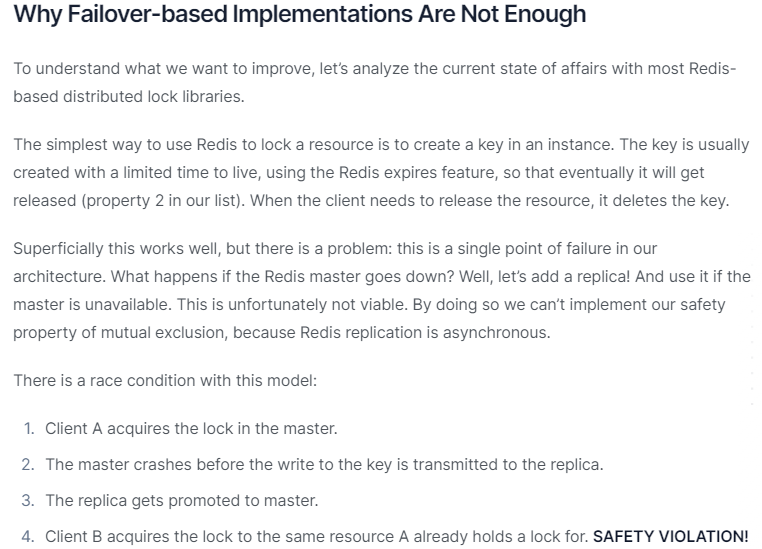 Why Failover-based Implementations Are Not Enough
To understand what we want to improve, let’s analyze the current state of affairs with most Redis-
based distributed lock libraries.
The simplest way to use Redis to lock a resource is to create a key in an instance. The key is usually
created with a limited time to live, using the Redis expires feature, so that eventually it will get
released (property 2 in our list). When the client needs to release the resource, it deletes the key.
Superficially this works well, but there is a problem: this is a single point of failure in our
architecture. What happens if the Redis master goes down? Well, let’s add a replica! And use it if the
master is unavailable. This is unfortunately not viable. By doing so we can’t implement our safety
property of mutual exclusion, because Redis replication is asynchronous.
There is a race condition with this model:
1. Client A acquires the lock in the master.
2. The master crashes before the write to the key is transmitted to the replica.
3. The replica gets promoted to master.
4. Client B acquires the lock to the same resource A already holds a lock for. SAFETY VIOLATION!